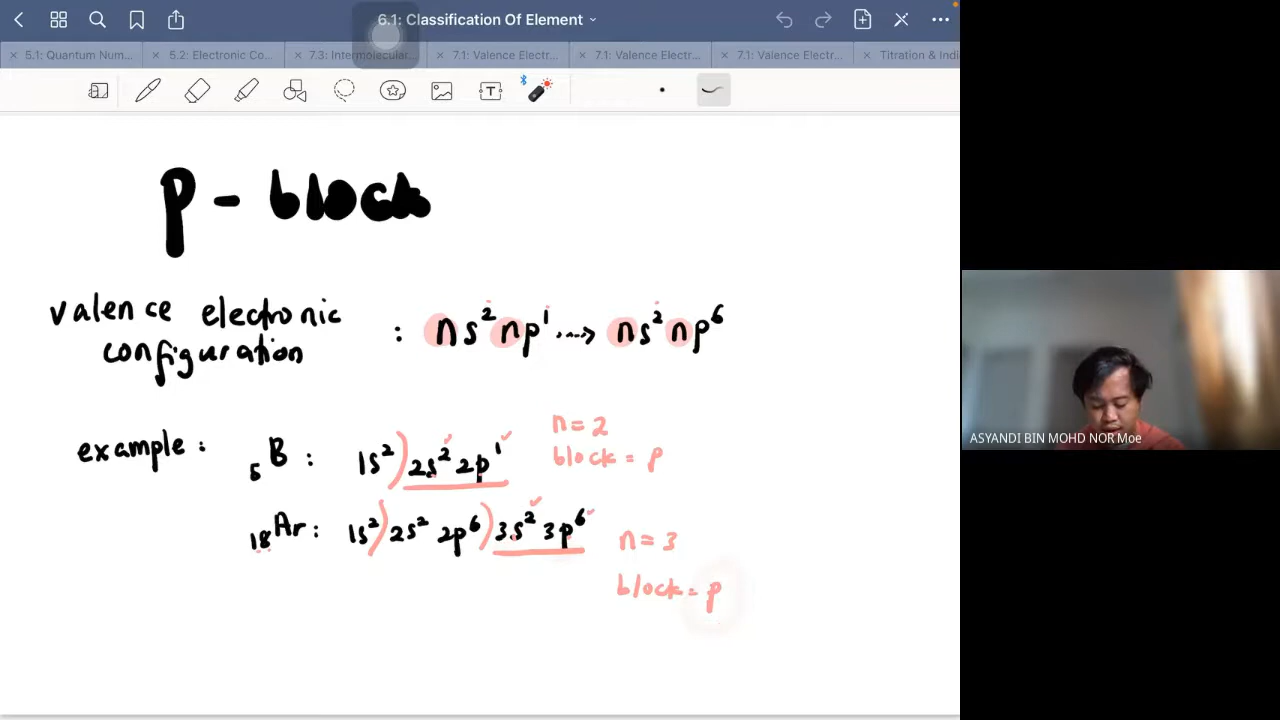 6.1: Classification Of Element
5.1: Quantum Num...
5.2: Electronic Co...
7.3: Intermolecular
7.1: Valence Electr...
7.1: Valence Electr...
7.1: Valence Electr...
Titration & Indi
T
P - block
valence electronic configuration : ns² np¹ ...→ ns² np⁶
example : ₅B : 1s²) 2s² 2p¹
n = 2
block = p
₁₈Ar : 1s²) 2s² 2p⁶) 3s² 3p⁶
n = 3
block = p
ASYANDI BIN MOHD NOR Moe